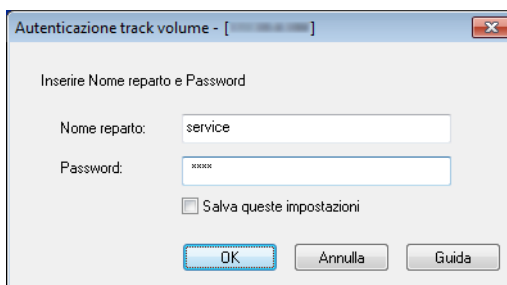 Autenticazione track volume - [ ]
Inserire Nome reparto e Password
Nome reparto: service
Password: ××××
Salva queste impostazioni
OK Annulla Guida